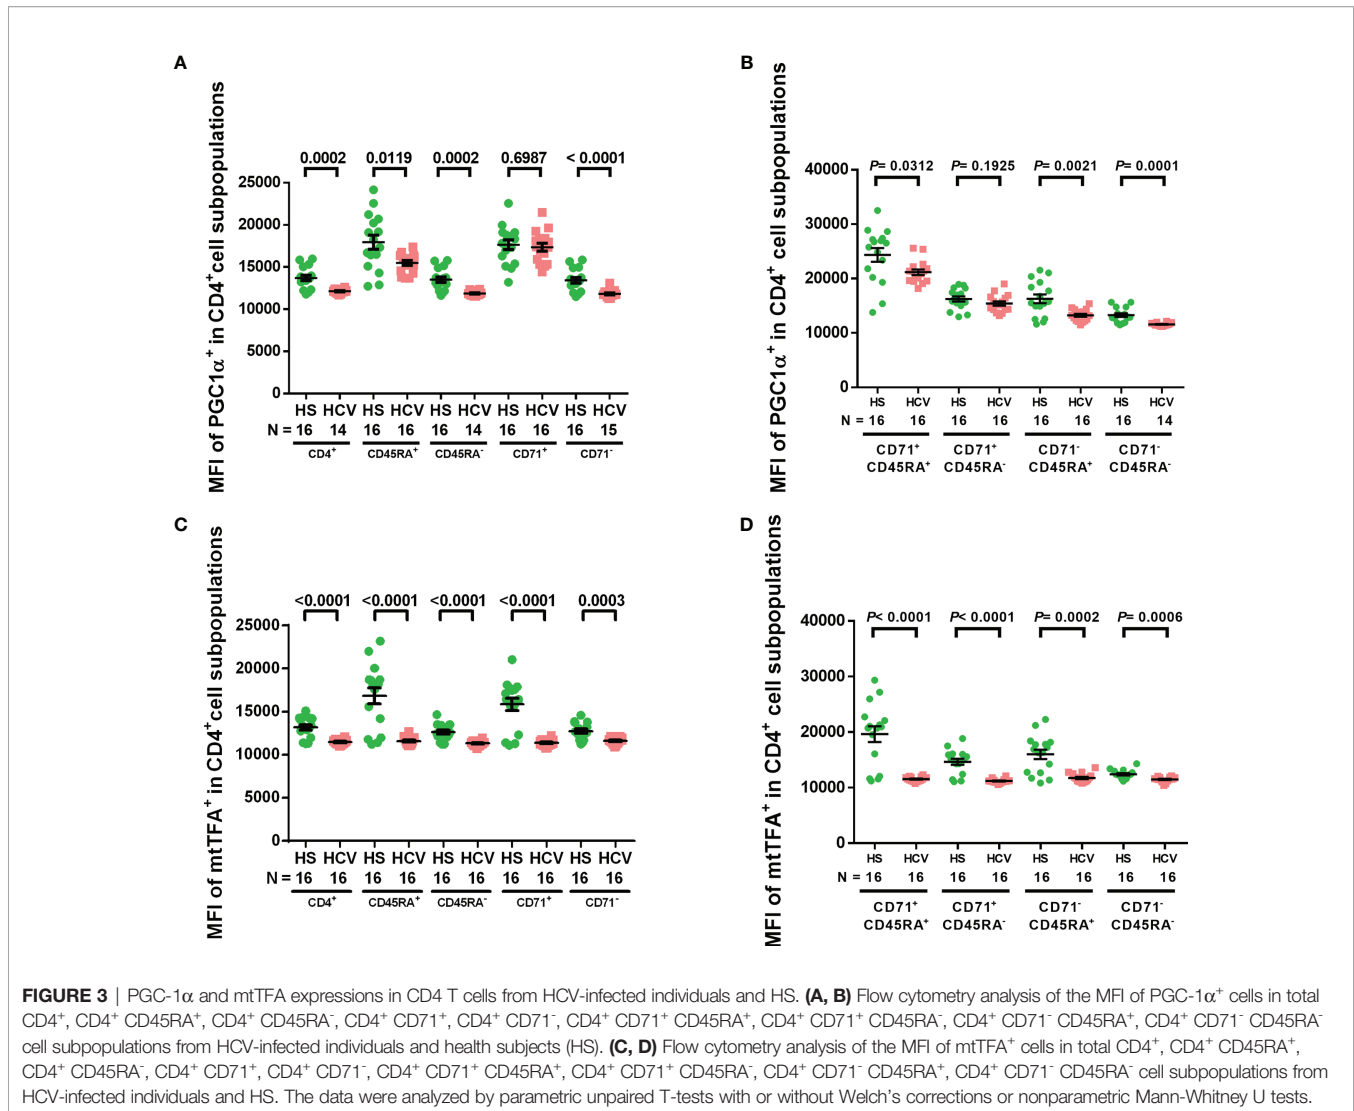 A
MFI of PGC1α⁺ in CD4⁺ cell subpopulations
0.0002 0.0119 0.0002 0.6987 < 0.0001
25000
20000
15000
10000
5000
0
HS HCV HS HCV HS HCV HS HCV HS HCV
N = 16 14 16 16 16 14 16 16 16 15
CD4⁺ CD45RA⁺ CD45RA⁻ CD71⁺ CD71⁻
B
MFI of PGC1α⁺ in CD4⁺ cell subpopulations
P= 0.0312 P= 0.1925 P= 0.0021 P= 0.0001
40000
30000
20000
10000
0
HS HCV HS HCV HS HCV HS HCV
N = 16 16 16 16 16 16 16 14
CD71⁺ CD71⁺ CD71⁻ CD71⁻
CD45RA⁺ CD45RA⁻ CD45RA⁺ CD45RA⁻
C
MFI of mtTFA⁺ in CD4⁺cell subpopulations
<0.0001 <0.0001 <0.0001 <0.0001 0.0003
25000
20000
15000
10000
5000
0
HS HCV HS HCV HS HCV HS HCV HS HCV
N = 16 16 16 16 16 16 16 16 16 16
CD4⁺ CD45RA⁺ CD45RA⁻ CD71⁺ CD71⁻
D
MFI of mtTFA⁺ in CD4⁺ cell subpopulations
P< 0.0001 P< 0.0001 P= 0.0002 P= 0.0006
40000
30000
20000
10000
0
HS HCV HS HCV HS HCV HS HCV
N = 16 16 16 16 16 16 16 16
CD71⁺ CD71⁺ CD71⁻ CD71⁻
CD45RA⁺ CD45RA⁻ CD45RA⁺ CD45RA⁻
FIGURE 3 | PGC-1α and mtTFA expressions in CD4 T cells from HCV-infected individuals and HS. (A, B) Flow cytometry analysis of the MFI of PGC-1α⁺ cells in total
CD4⁺, CD4⁺ CD45RA⁺, CD4⁺ CD45RA⁻, CD4⁺ CD71⁺, CD4⁺ CD71⁻, CD4⁺ CD71⁺ CD45RA⁺, CD4⁺ CD71⁺ CD45RA⁻, CD4⁺ CD71⁻ CD45RA⁺, CD4⁺ CD71⁻ CD45RA⁻
cell subpopulations from HCV-infected individuals and health subjects (HS). (C, D) Flow cytometry analysis of the MFI of mtTFA⁺ cells in total CD4⁺, CD4⁺ CD45RA⁺,
CD4⁺ CD45RA⁻, CD4⁺ CD71⁺, CD4⁺ CD71⁻, CD4⁺ CD71⁺ CD45RA⁺, CD4⁺ CD71⁺ CD45RA⁻, CD4⁺ CD71⁻ CD45RA⁺, CD4⁺ CD71⁻ CD45RA⁻ cell subpopulations from
HCV-infected individuals and HS. The data were analyzed by parametric unpaired T-tests with or without Welch's corrections or nonparametric Mann-Whitney U tests.